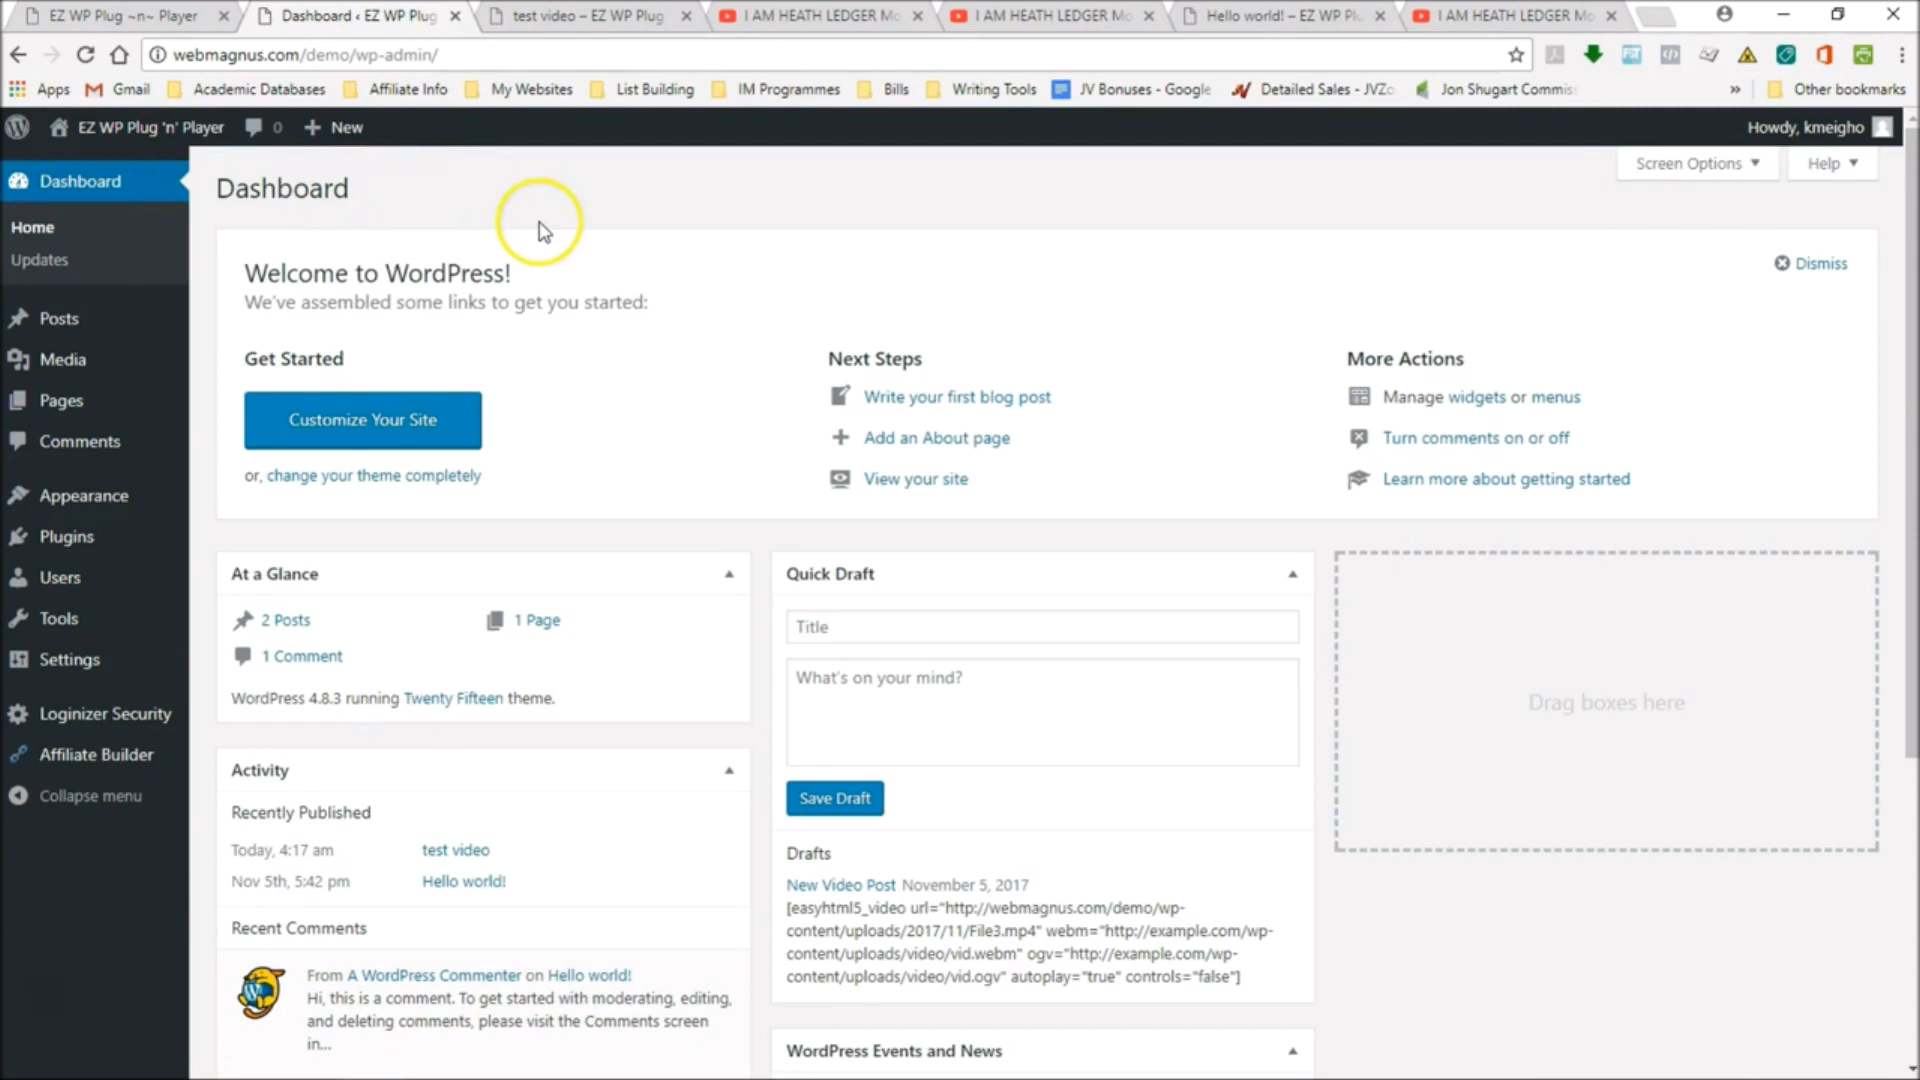 EZ WP Plug ~n~ Player
Dashboard ‹ EZ WP Plug
test video – EZ WP Plug
I AM HEATH LEDGER Mo
I AM HEATH LEDGER Mo
Hello world! – EZ WP Plu
I AM HEATH LEDGER Mo
webmagnus.com/demo/wp-admin/
Apps Gmail Academic Databases Affiliate Info My Websites List Building IM Programmes Bills Writing Tools JV Bonuses - Google Detailed Sales - JVZo Jon Shugart Commis » Other bookmarks
EZ WP Plug 'n' Player 0 + New Howdy, kmeigho
Screen Options Help
Dashboard
Home
Updates
Posts
Media
Pages
Comments
Appearance
Plugins
Users
Tools
Settings
Loginizer Security
Affiliate Builder
Collapse menu
Dashboard
Welcome to WordPress!
We've assembled some links to get you started:
Dismiss
Get Started
Customize Your Site
or, change your theme completely
Next Steps
Write your first blog post
Add an About page
View your site
More Actions
Manage widgets or menus
Turn comments on or off
Learn more about getting started
At a Glance
2 Posts 1 Page
1 Comment
WordPress 4.8.3 running Twenty Fifteen theme.
Activity
Recently Published
Today, 4:17 am test video
Nov 5th, 5:42 pm Hello world!
Recent Comments
From A WordPress Commenter on Hello world!
Hi, this is a comment. To get started with moderating, editing,
and deleting comments, please visit the Comments screen
in...
Quick Draft
Title
What's on your mind?
Save Draft
Drafts
New Video Post November 5, 2017
[easyhtml5_video url="http://webmagnus.com/demo/wp-
content/uploads/2017/11/File3.mp4" webm="http://example.com/wp-
content/uploads/video/vid.webm" ogv="http://example.com/wp-
content/uploads/video/vid.ogv" autoplay="true" controls="false"]
WordPress Events and News
Drag boxes here